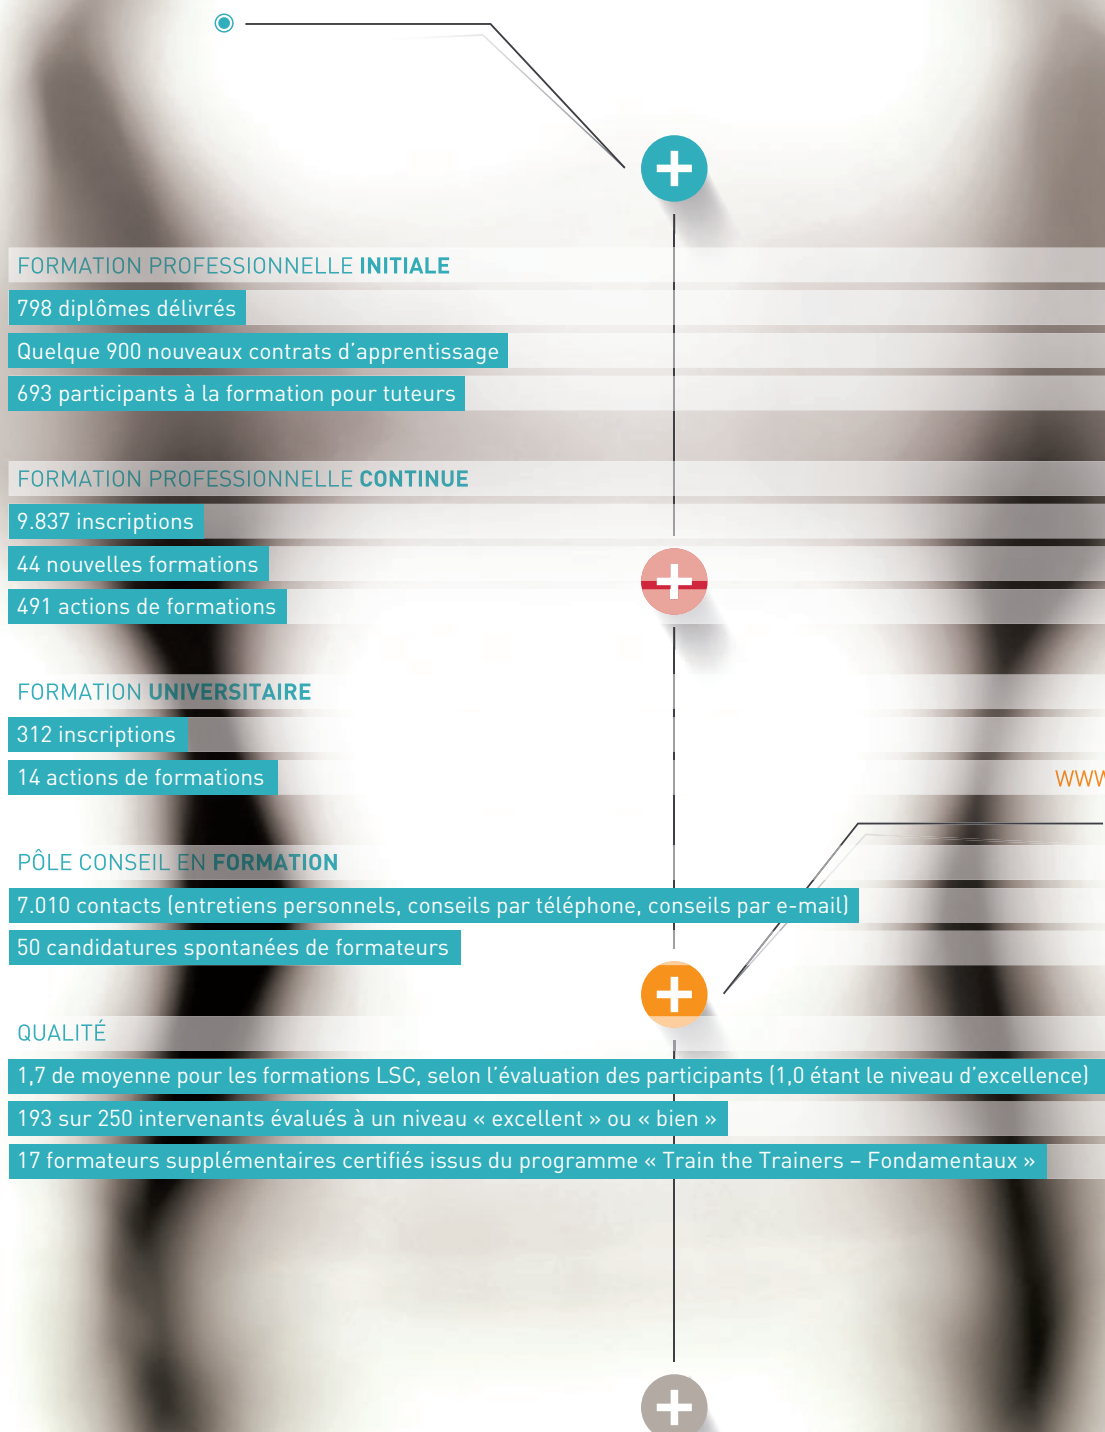 FORMATION PROFESSIONNELLE INITIALE
798 diplômes délivrés
Quelque 900 nouveaux contrats d’apprentissage
693 participants à la formation pour tuteurs
FORMATION PROFESSIONNELLE CONTINUE
9.837 inscriptions
44 nouvelles formations
491 actions de formations
FORMATION UNIVERSITAIRE
312 inscriptions
14 actions de formations
WWW
PÔLE CONSEIL EN FORMATION
7.010 contacts (entretiens personnels, conseils par téléphone, conseils par e-mail)
50 candidatures spontanées de formateurs
QUALITÉ
1,7 de moyenne pour les formations LSC, selon l’évaluation des participants (1,0 étant le niveau d’excellence)
193 sur 250 intervenants évalués à un niveau « excellent » ou « bien »
17 formateurs supplémentaires certifiés issus du programme « Train the Trainers – Fondamentaux »